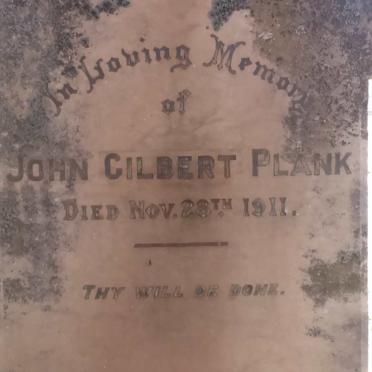 In Loving Memory
of
JOHN GILBERT PLANK
DIED NOV. 28TH 1911.
THY WILL BE DONE.